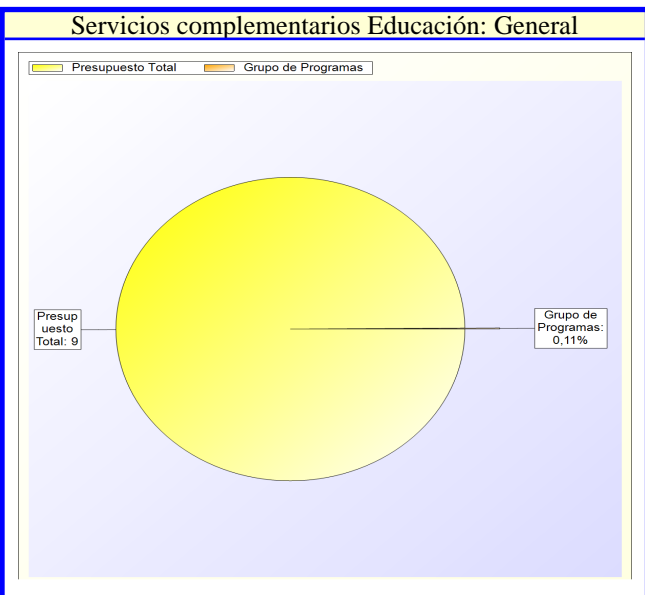 Servicios complementarios Educación: General
Presupuesto Total Grupo de Programas
Presup
uesto
Total: 9
Grupo de
Programas:
0,11%